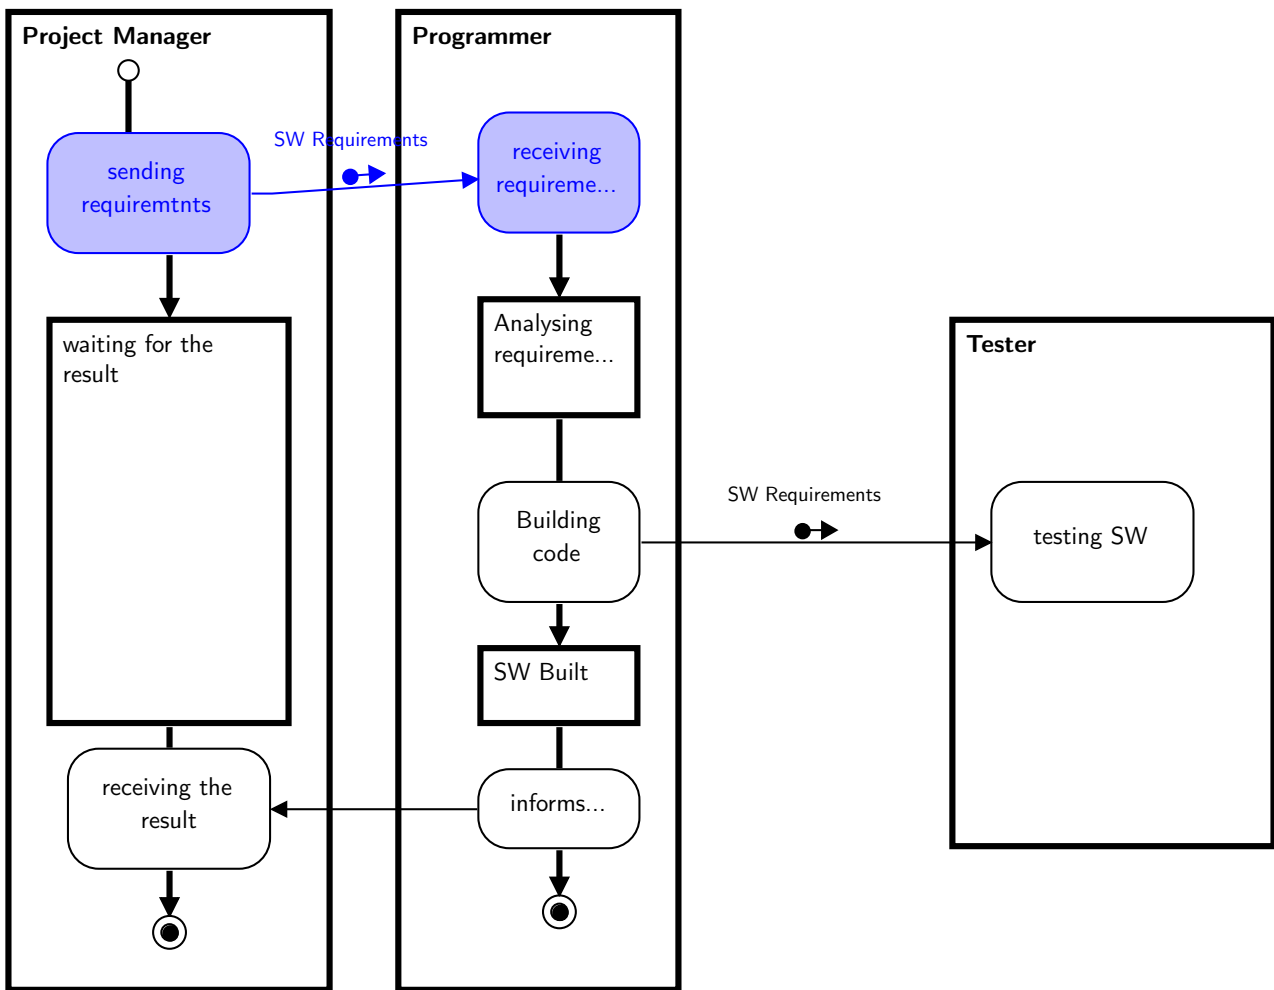 Project Manager
Programmer
SW Requirements
sending
requiremtnts
receiving
requireme...
waiting for the
result
Analysing
requireme...
Tester
SW Requirements
Building
code
testing SW
SW Built
receiving the
result
informs...